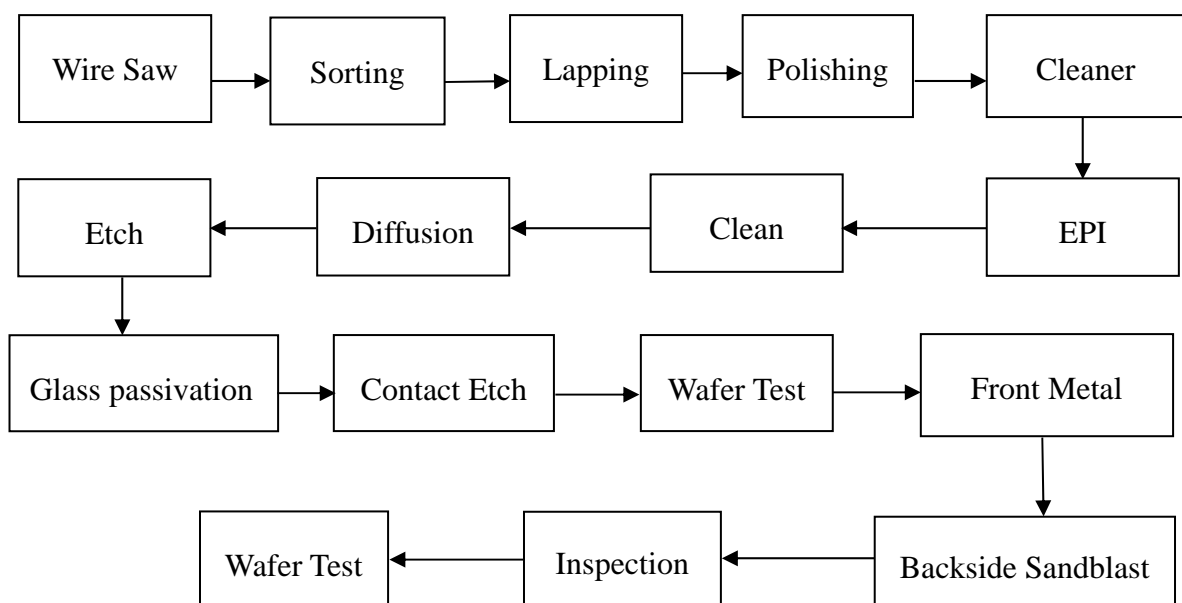 Wire Saw
Sorting
Lapping
Polishing
Cleaner
EPI
Clean
Diffusion
Etch
Glass passivation
Contact Etch
Wafer Test
Front Metal
Backside Sandblast
Inspection
Wafer Test